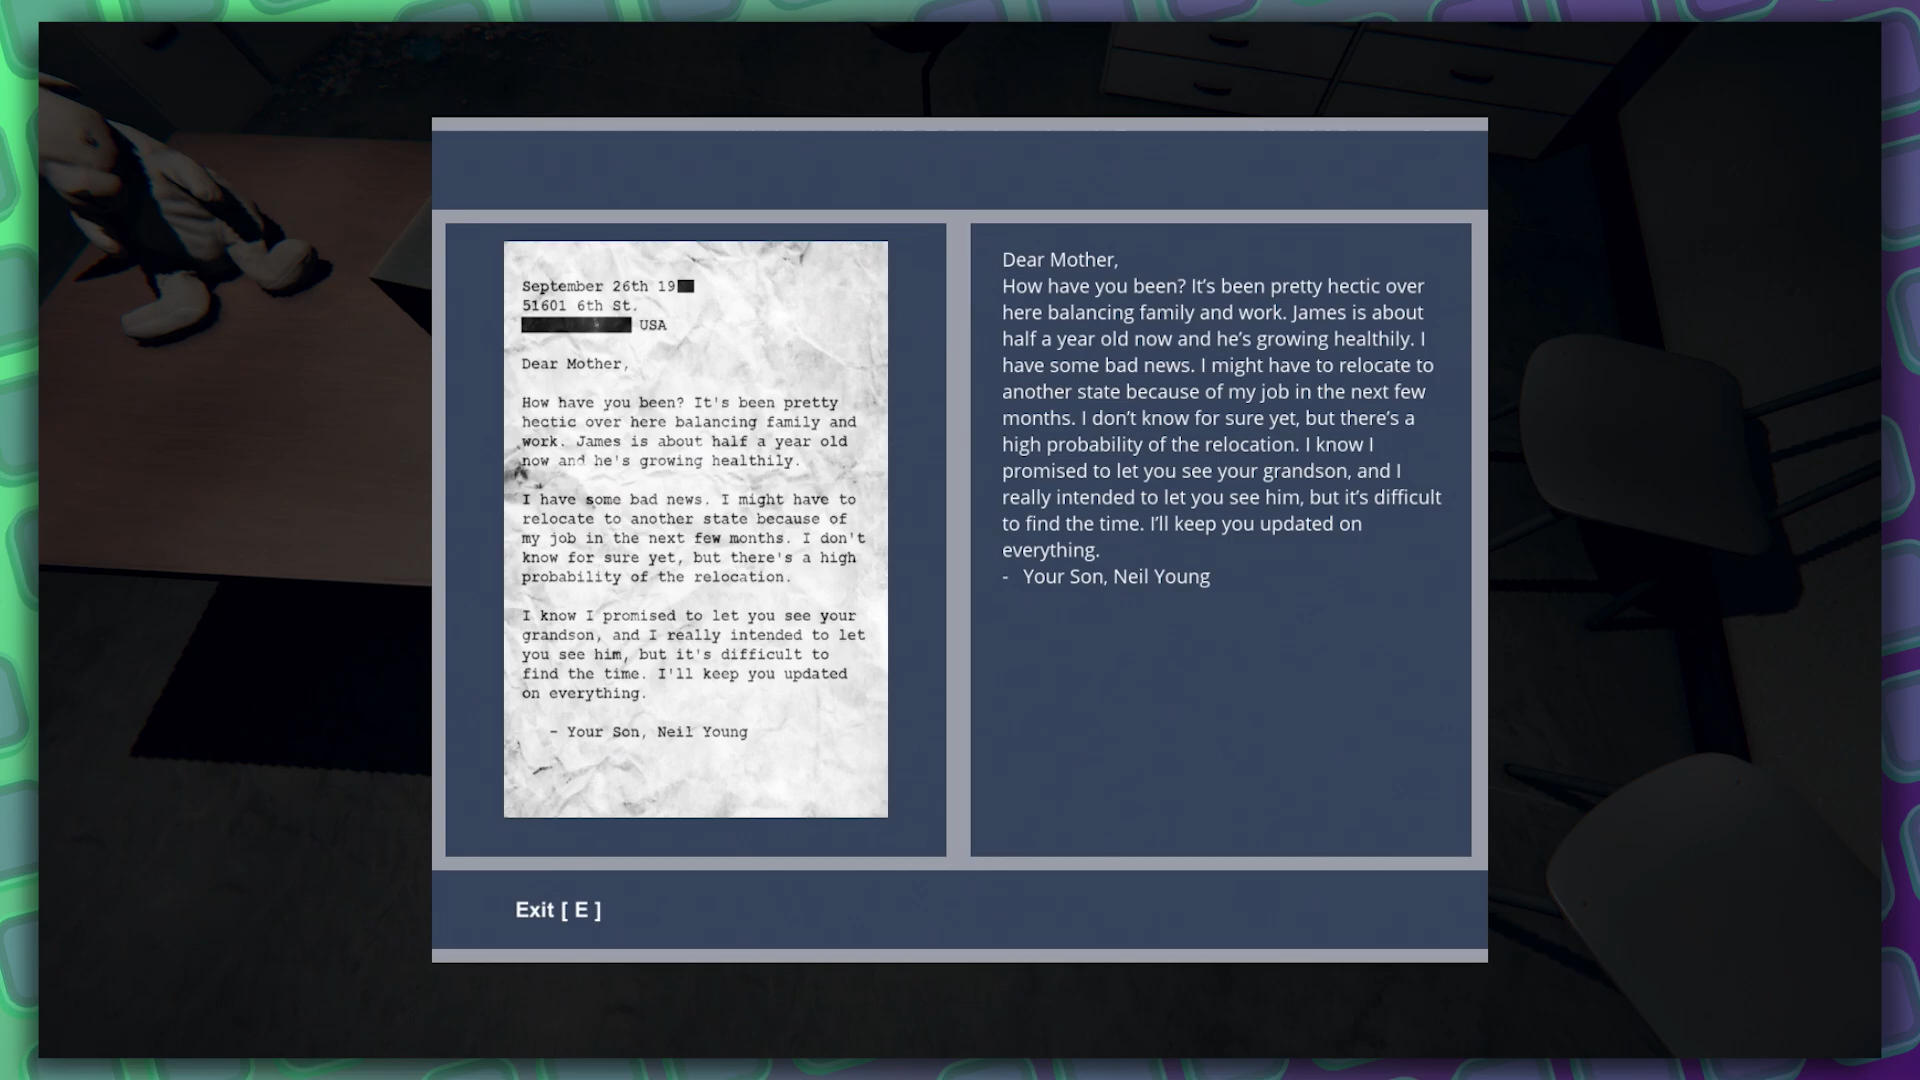 September 26th 19
51601 6th St.
USA
Dear Mother,
How have you been? It's been pretty
hectic over here balancing family and
work. James is about half a year old
now and he's growing healthily.
I have some bad news. I might have to
relocate to another state because of
my job in the next few months. I don't
know for sure yet, but there's a high
probability of the relocation.
I know I promised to let you see your
grandson, and I really intended to let
you see him, but it's difficult to
find the time. I'll keep you updated
on everything.
- Your Son, Neil Young
Dear Mother,
How have you been? It’s been pretty hectic over
here balancing family and work. James is about
half a year old now and he’s growing healthily. I
have some bad news. I might have to relocate to
another state because of my job in the next few
months. I don’t know for sure yet, but there’s a
high probability of the relocation. I know I
promised to let you see your grandson, and I
really intended to let you see him, but it’s difficult
to find the time. I’ll keep you updated on
everything.
- Your Son, Neil Young
Exit [ E ]